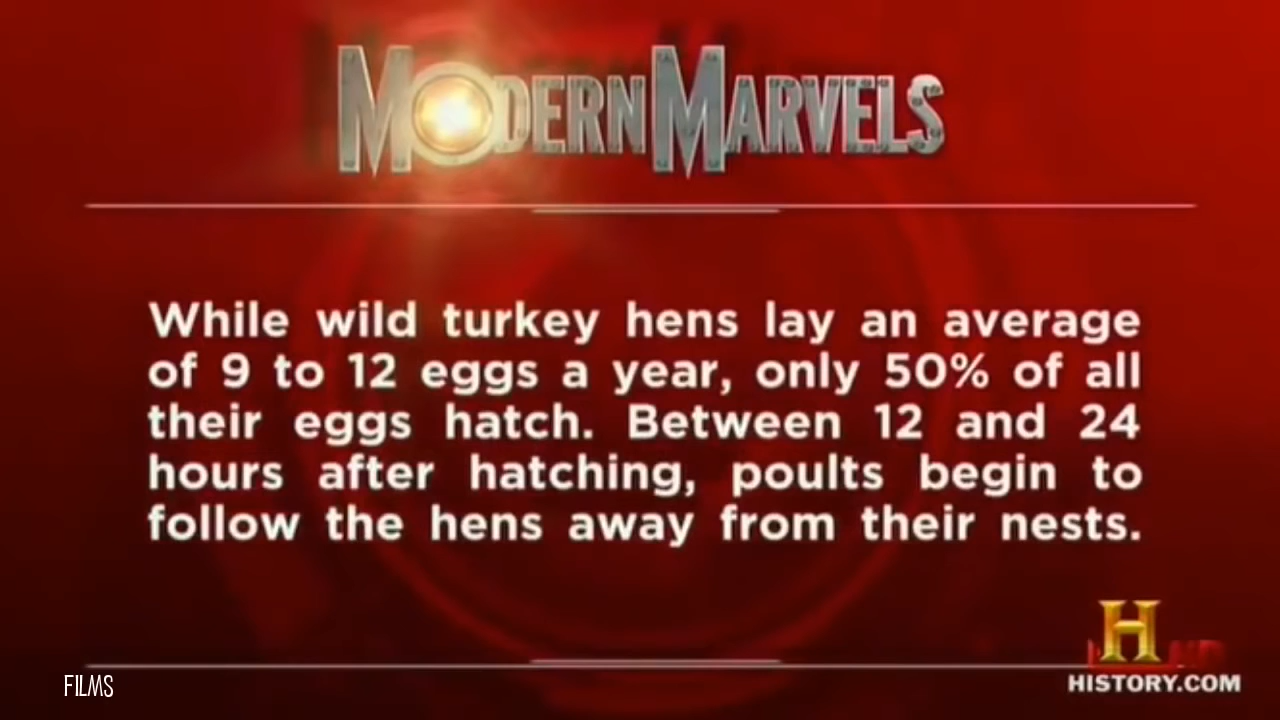 MODERN MARVELS
While wild turkey hens lay an average
of 9 to 12 eggs a year, only 50% of all
their eggs hatch. Between 12 and 24
hours after hatching, poults begin to
follow the hens away from their nests.
H
HD
FILMS
HISTORY.COM